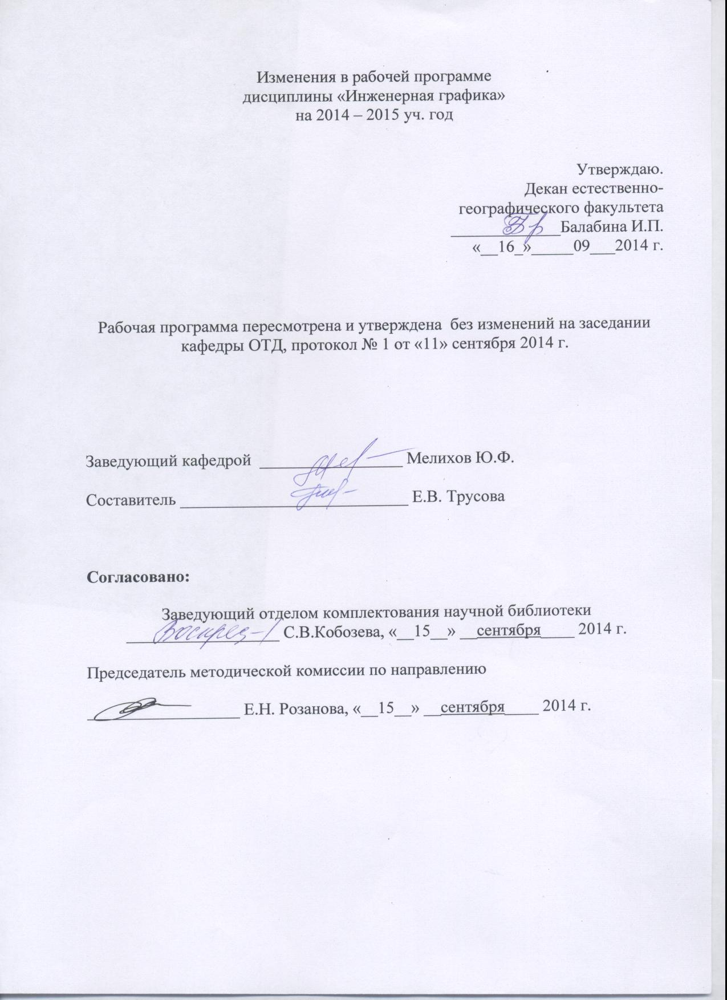 Изменения в рабочей программе
дисциплины «Инженерная графика»
на 2014 – 2015 уч. год
Утверждаю.
Декан естественно-
географического факультета
_____________Балабина И.П.
«__16_»_____09___2014 г.
Рабочая программа пересмотрена и утверждена без изменений на заседании
кафедры ОТД, протокол № 1 от «11» сентября 2014 г.
Заведующий кафедрой _________________ Мелихов Ю.Ф.
Составитель ___________________________ Е.В. Трусова
Согласовано:
Заведующий отделом комплектования научной библиотеки
__________________ С.В.Кобозева, «__15__» __сентября____ 2014 г.
Председатель методической комиссии по направлению
__________________ Е.Н. Розанова, «__15__» __сентября____ 2014 г.